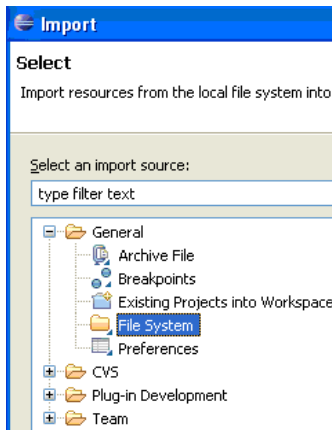 Import
Select
Import resources from the local file system into
Select an import source:
type filter text
General
Archive File
Breakpoints
Existing Projects into Workspace
File System
Preferences
CVS
Plug-in Development
Team